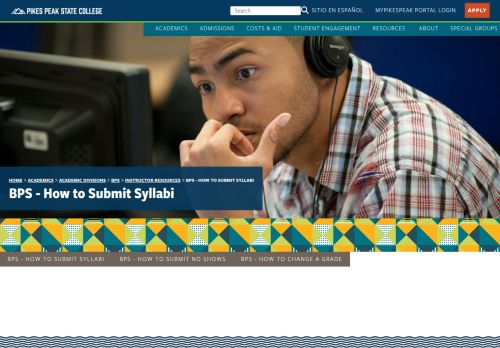 PIKES PEAK STATE COLLEGE
Search
SITIO EN ESPAÑOL
MYPIKESPEAK PORTAL LOGIN
APPLY
ACADEMICS ADMISSIONS COSTS & AID STUDENT ENGAGEMENT RESOURCES ABOUT SPECIAL GROUPS
HOME > ACADEMICS > ACADEMIC DIVISIONS > BPS > INSTRUCTOR RESOURCES > BPS - HOW TO SUBMIT SYLLABI
BPS - How to Submit Syllabi
BPS - HOW TO SUBMIT SYLLABI BPS - HOW TO SUBMIT NO SHOWS BPS - HOW TO CHANGE A GRADE